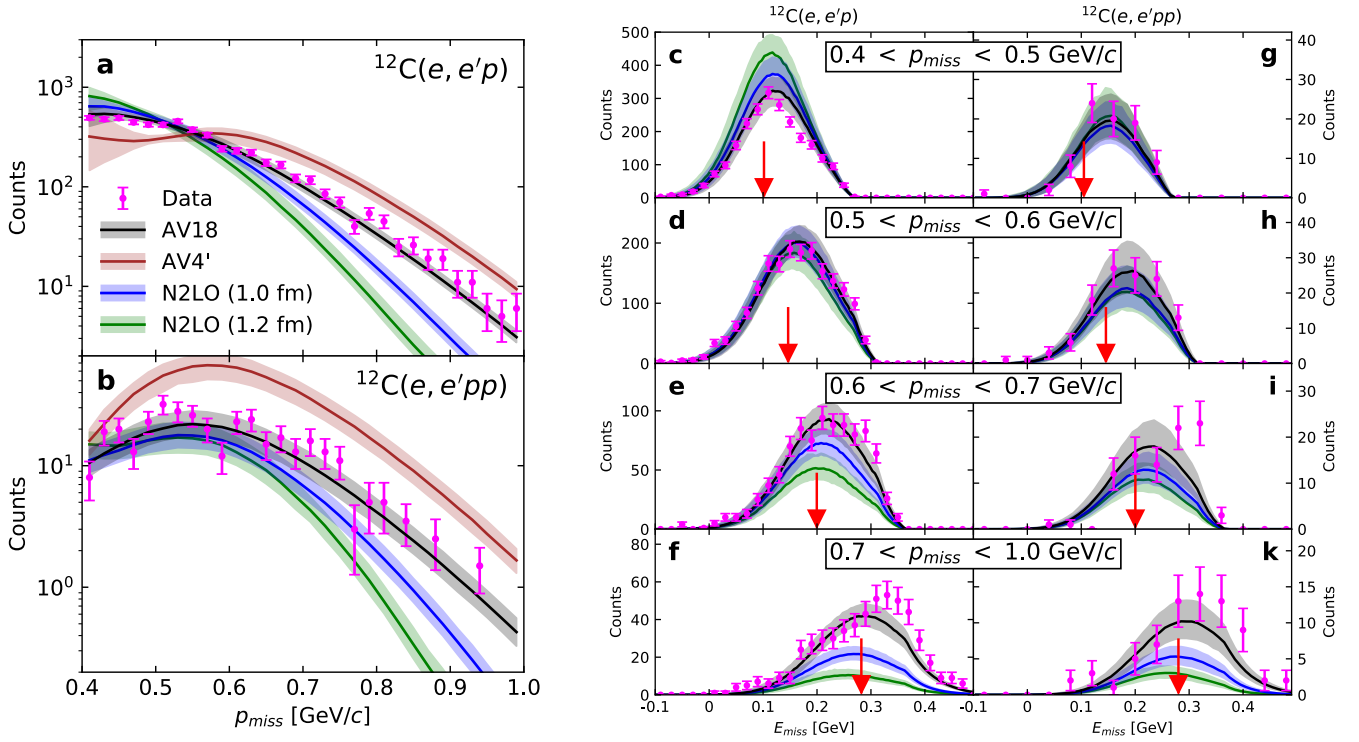 a
¹²C(e, e′p)
10³
10²
10¹
Counts
Data
AV18
AV4'
N2LO (1.0 fm)
N2LO (1.2 fm)
b
¹²C(e, e′pp)
10¹
10⁰
Counts
0.4 0.5 0.6 0.7 0.8 0.9 1.0
p_miss [GeV/c]
¹²C(e, e′p) ¹²C(e, e′pp)
c 0.4 < p_miss < 0.5 GeV/c g
500
400
300
200
100
0
Counts
40
30
20
10
0
Counts
d 0.5 < p_miss < 0.6 GeV/c h
200
100
0
Counts
30
20
10
0
Counts
e 0.6 < p_miss < 0.7 GeV/c i
100
50
0
Counts
30
20
10
0
Counts
f 0.7 < p_miss < 1.0 GeV/c k
80
60
40
20
0
Counts
20
15
10
5
0
Counts
-0.1 0 0.1 0.2 0.3 0.4 -0.1 0 0.2 0.4
E_miss [GeV] E_miss [GeV]